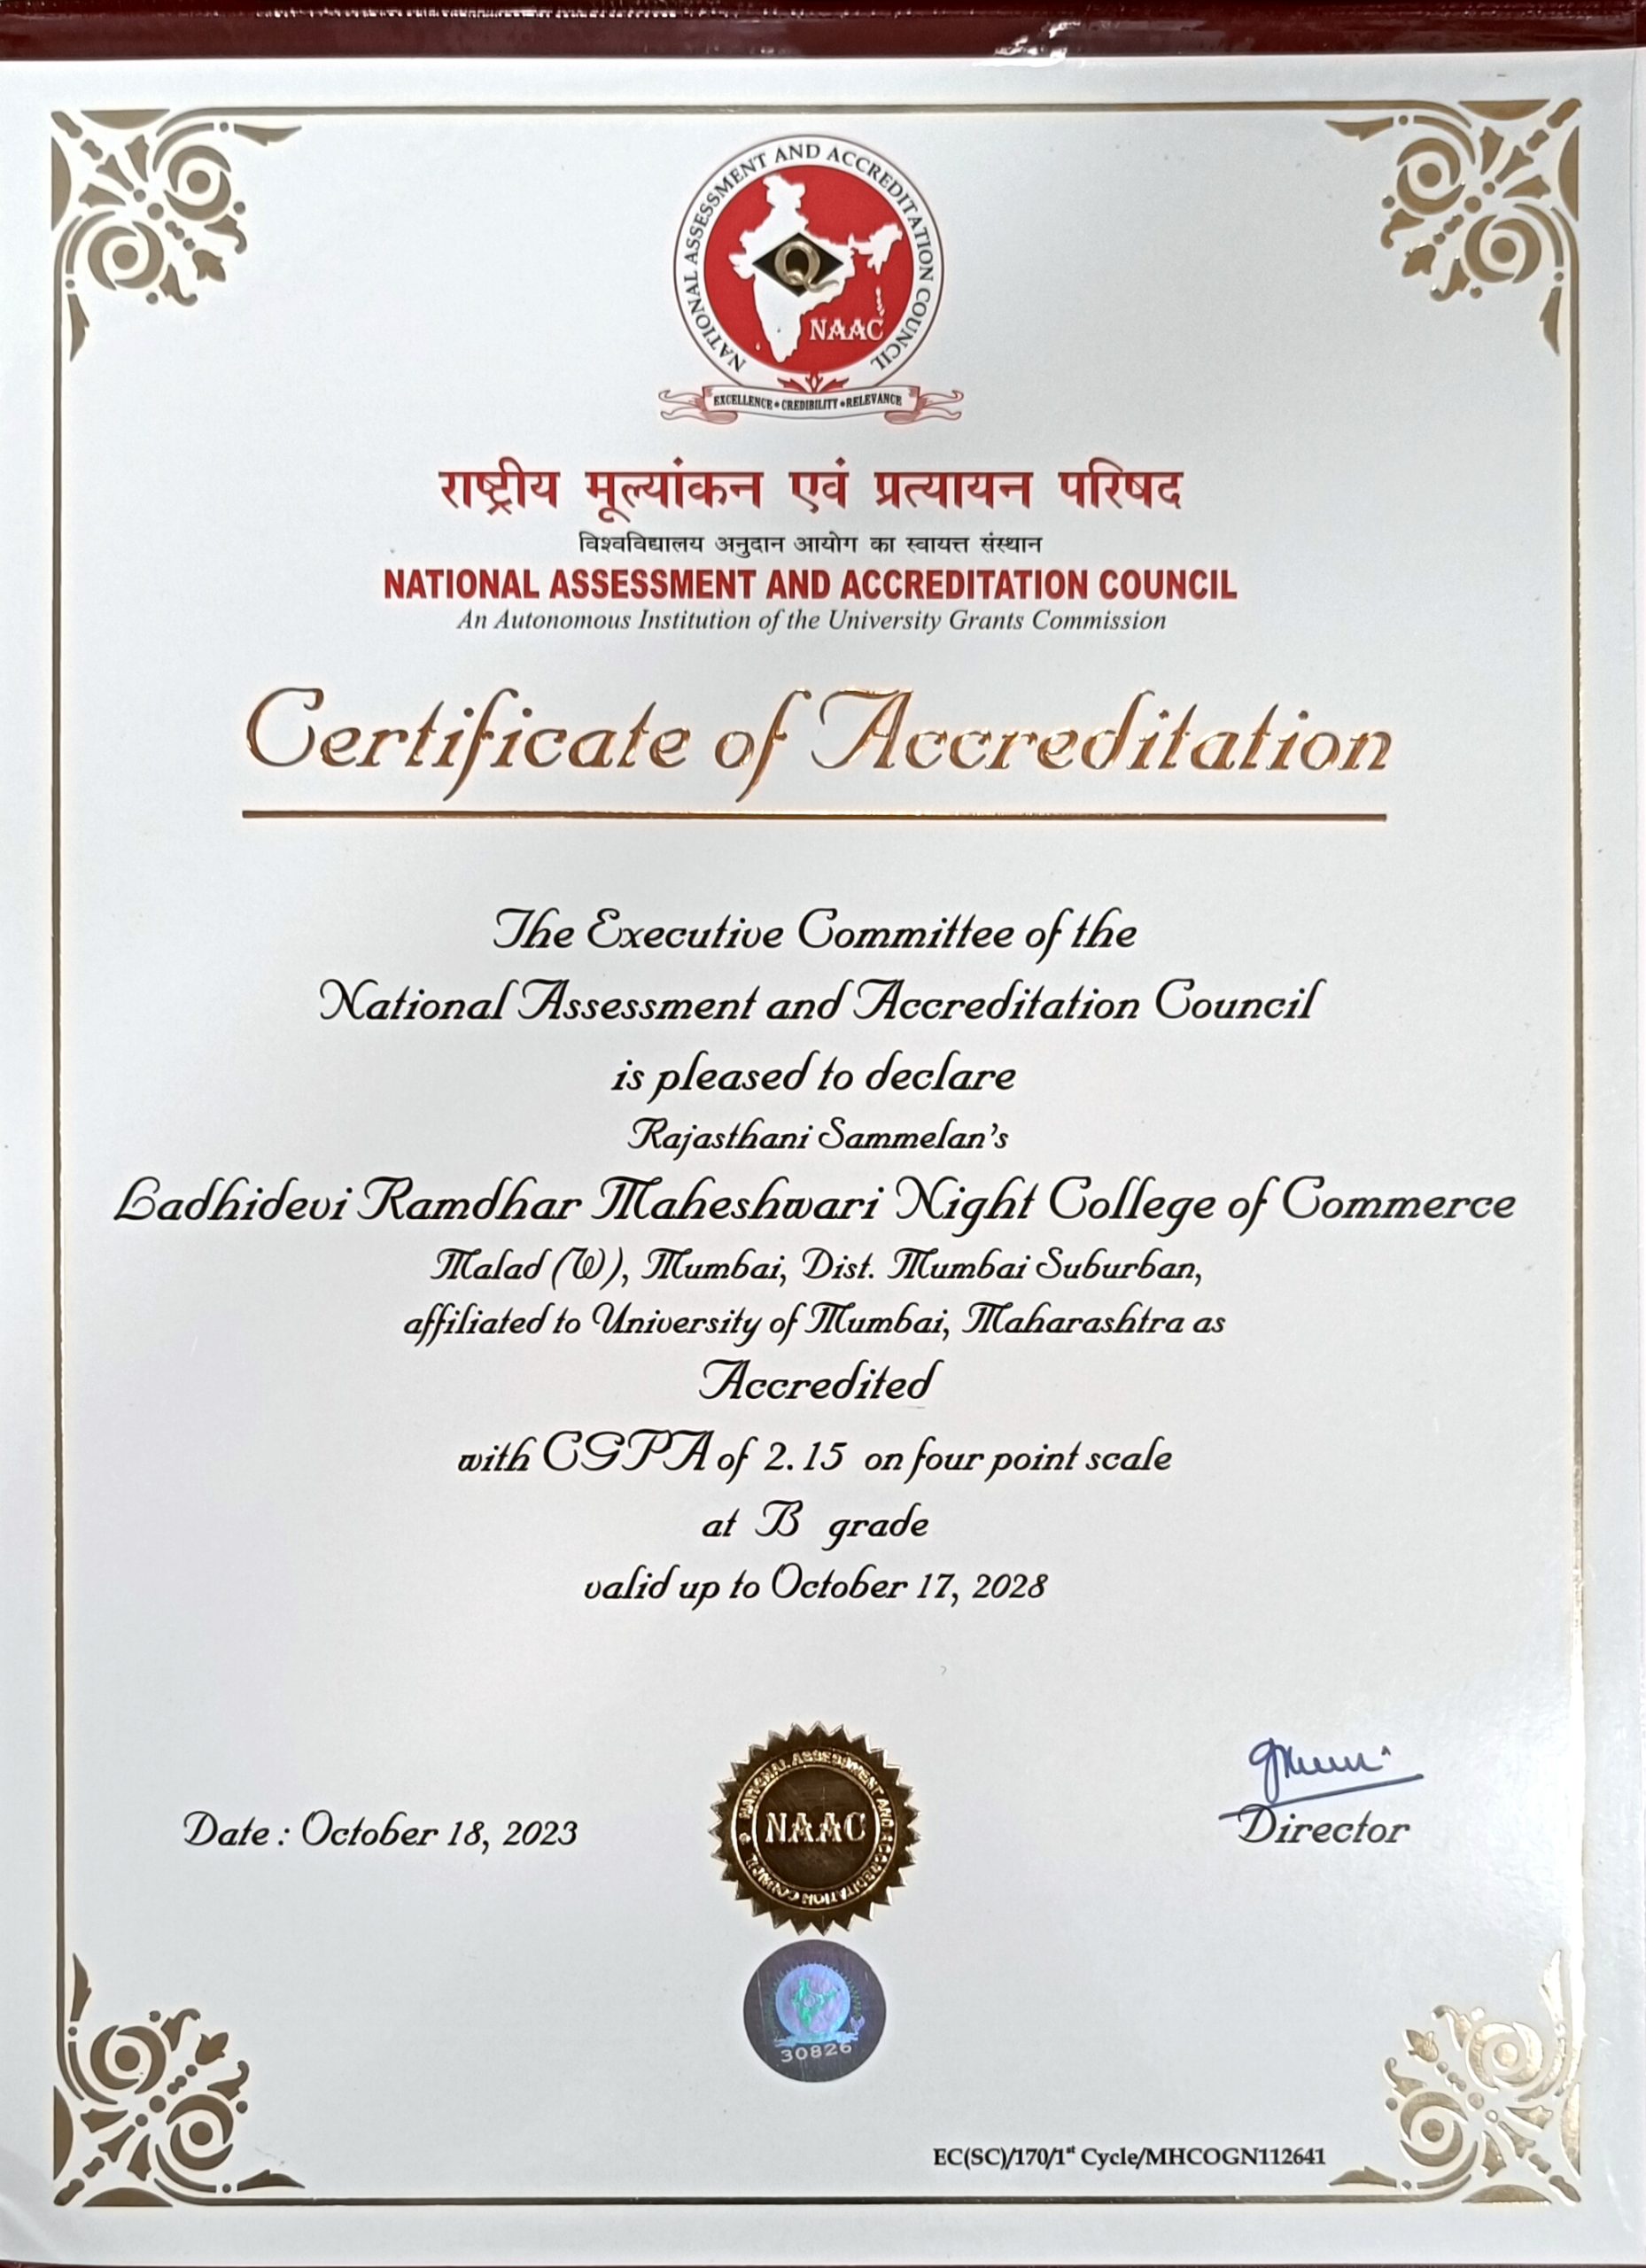 NATIONAL ASSESSMENT AND ACCREDITATION COUNCIL
Q
NAAC
EXCELLENCE • CREDIBILITY • RELEVANCE
राष्ट्रीय मूल्यांकन एवं प्रत्यायन परिषद
विश्वविद्यालय अनुदान आयोग का स्वायत्त संस्थान
NATIONAL ASSESSMENT AND ACCREDITATION COUNCIL
An Autonomous Institution of the University Grants Commission
Certificate of Accreditation
The Executive Committee of the
National Assessment and Accreditation Council
is pleased to declare
Rajasthani Sammelan's
Ladhidevi Ramdhar Maheshwari Night College of Commerce
Malad (W), Mumbai, Dist. Mumbai Suburban,
affiliated to University of Mumbai, Maharashtra as
Accredited
with CGPA of 2.15 on four point scale
at B grade
valid up to October 17, 2028
NATIONAL ASSESSMENT AND ACCREDITATION COUNCIL
NAAC
Date : October 18, 2023
Director
30826
EC(SC)/170/1st Cycle/MHCOGN112641